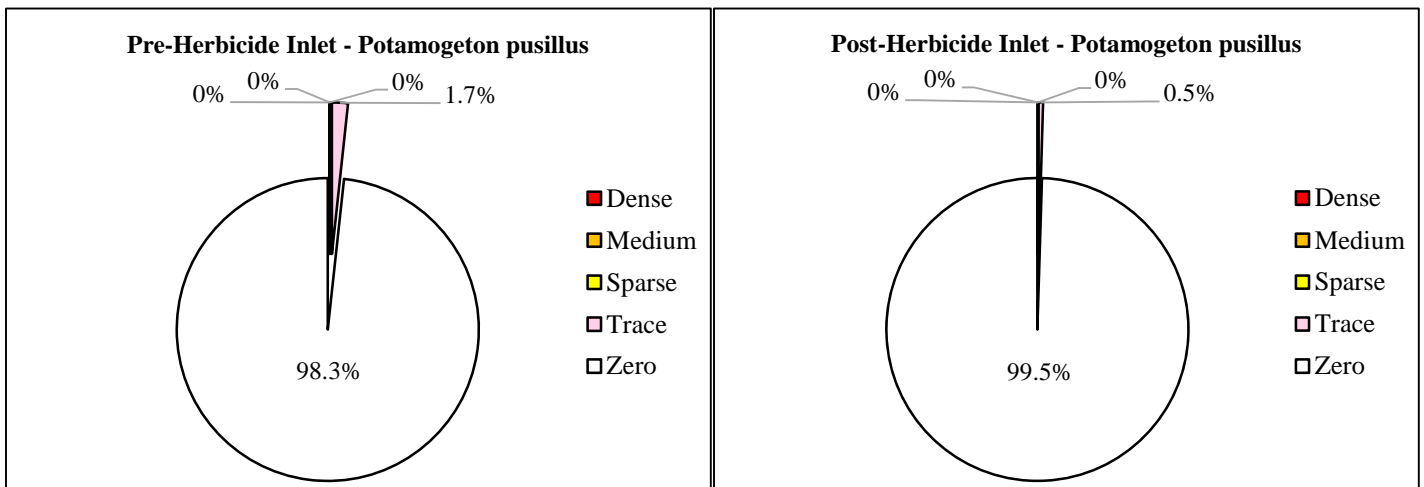 Pre-Herbicide Inlet - Potamogeton pusillus
0%
0%
0%
1.7%
98.3%
Dense
Medium
Sparse
Trace
Zero
Post-Herbicide Inlet - Potamogeton pusillus
0%
0%
0%
0.5%
99.5%
Dense
Medium
Sparse
Trace
Zero